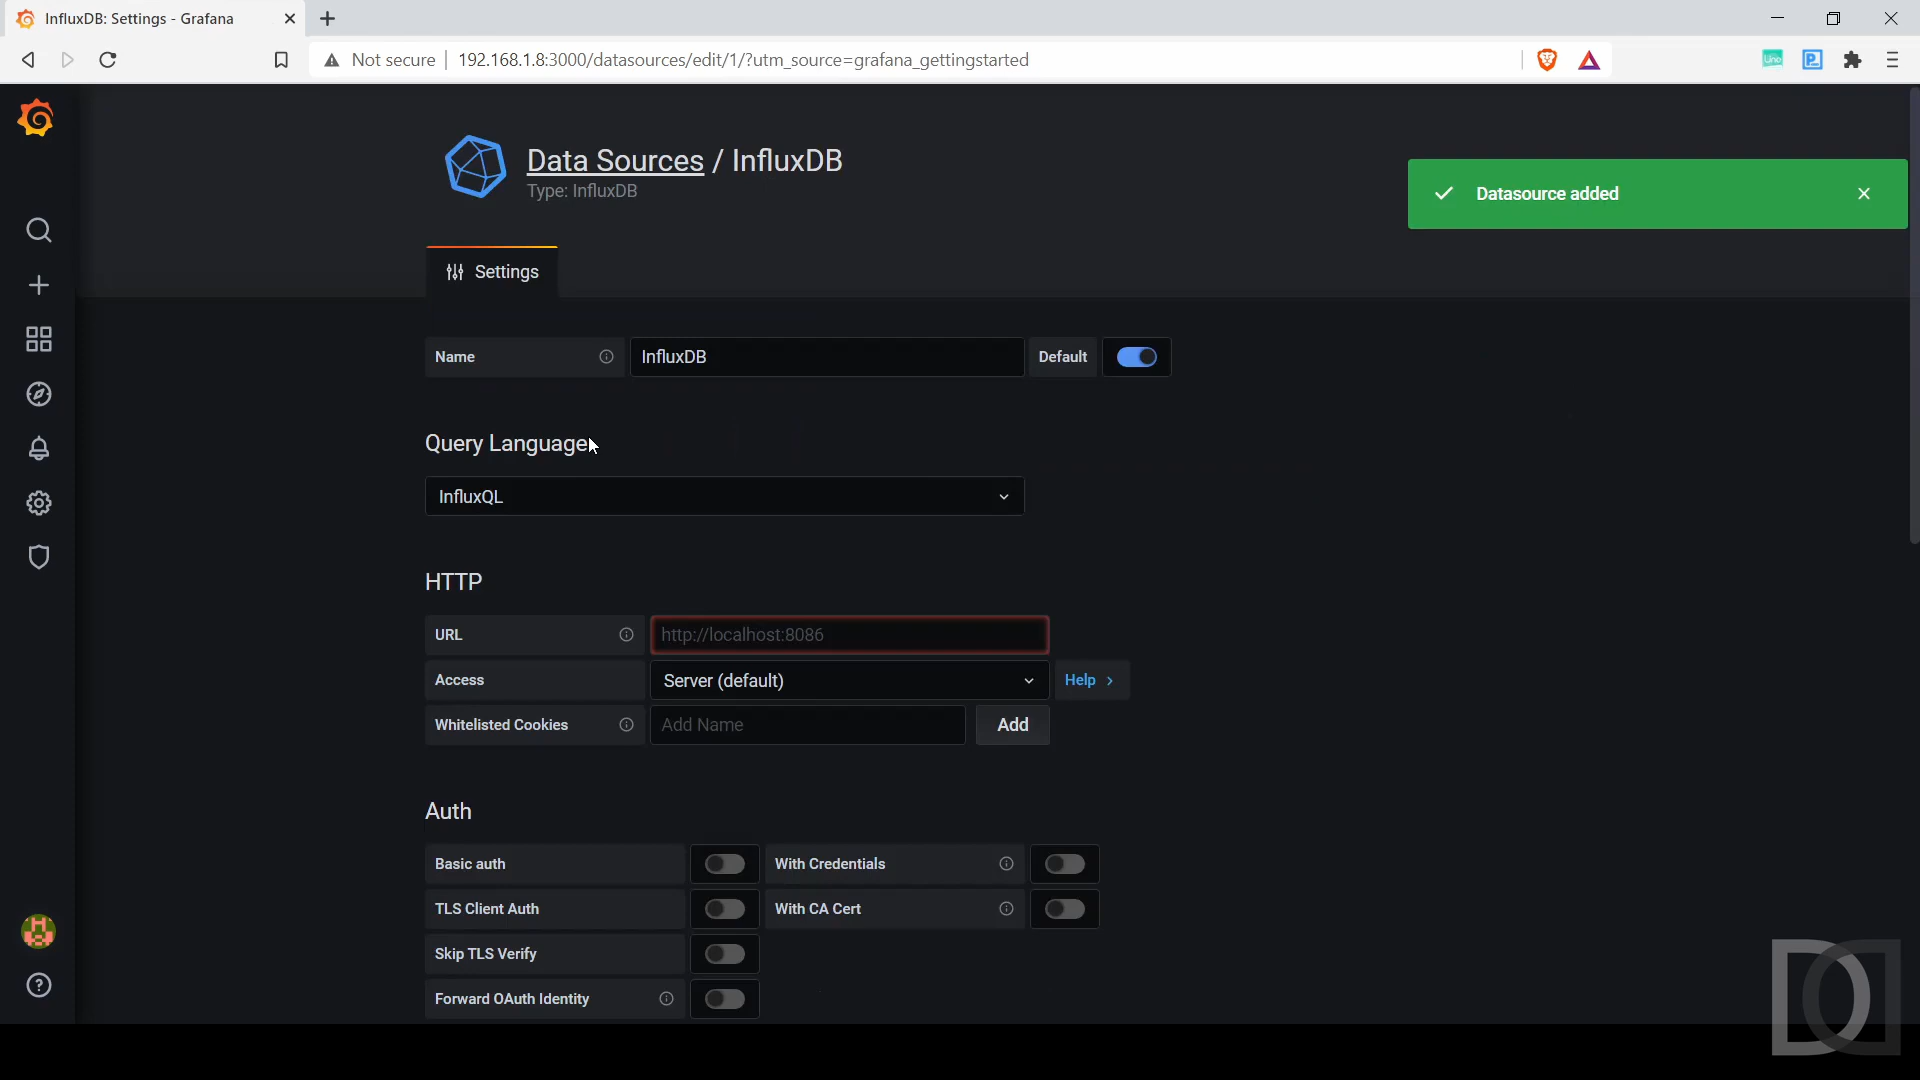 InfluxDB: Settings - Grafana
Not secure
192.168.1.8:3000/datasources/edit/1/?utm_source=grafana_gettingstarted
Uno
P
Data Sources / InfluxDB
Type: InfluxDB
Datasource added
Settings
Name
InfluxDB
Default
Query Language
InfluxQL
HTTP
URL
http://localhost:8086
Access
Server (default)
Help
Whitelisted Cookies
Add Name
Add
Auth
Basic auth
With Credentials
TLS Client Auth
With CA Cert
Skip TLS Verify
Forward OAuth Identity